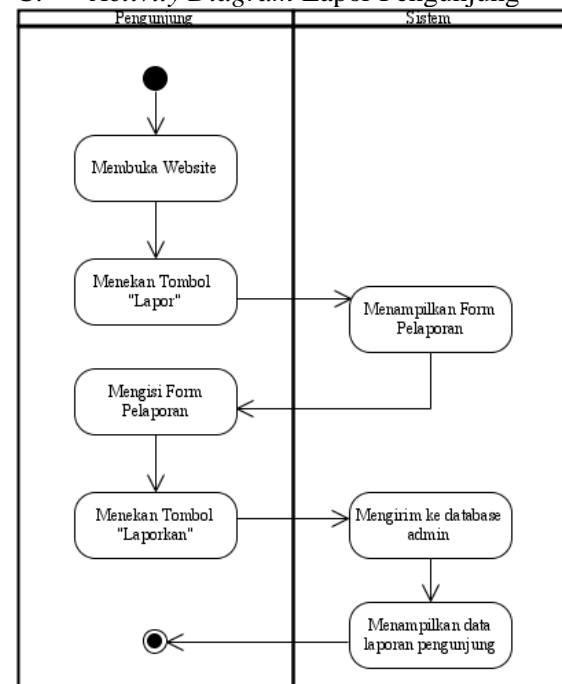 Activity Diagram Lapor Pengunjung
Pengunjung
Sistem
Membuka Website
Menekan Tombol
"Lapor"
Menampilkan Form
Pelaporan
Mengisi Form
Pelaporan
Menekan Tombol
"Laporkan"
Mengirim ke database
admin
Menampilkan data
laporan pengunjung